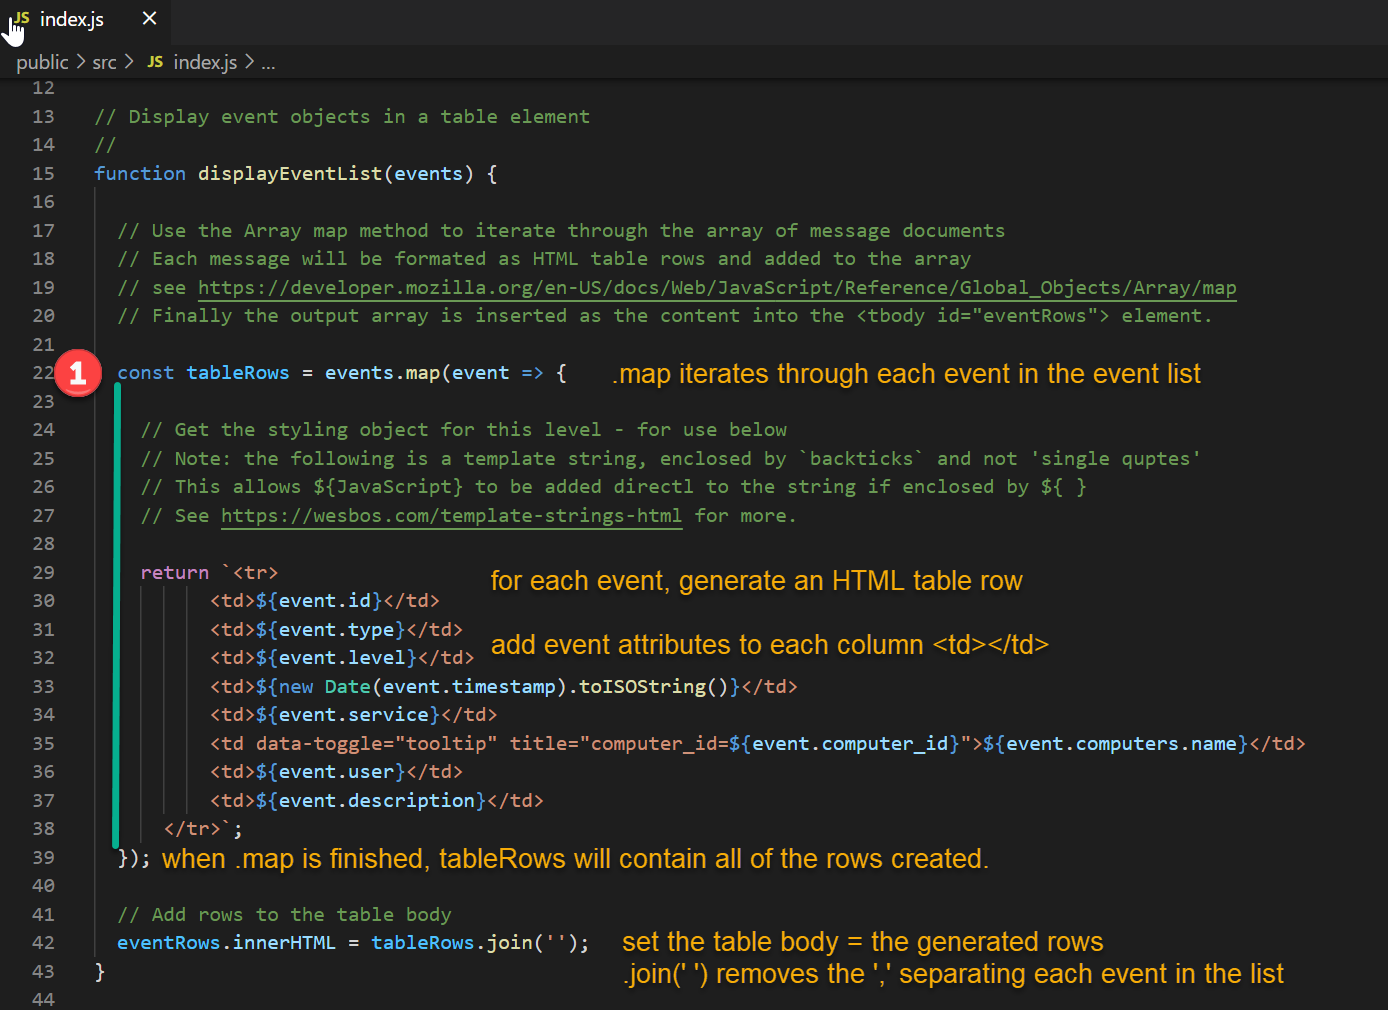 JS index.js ×
public > src > JS index.js > ...
12
13 // Display event objects in a table element
14 //
15 function displayEventList(events) {
16
17 // Use the Array map method to iterate through the array of message documents
18 // Each message will be formated as HTML table rows and added to the array
19 // see https://developer.mozilla.org/en-US/docs/Web/JavaScript/Reference/Global_Objects/Array/map
20 // Finally the output array is inserted as the content into the <tbody id="eventRows"> element.
21
22 1 const tableRows = events.map(event => { .map iterates through each event in the event list
23
24 // Get the styling object for this level - for use below
25 // Note: the following is a template string, enclosed by `backticks` and not 'single quptes'
26 // This allows ${JavaScript} to be added directl to the string if enclosed by ${ }
27 // See https://wesbos.com/template-strings-html for more.
28
29 return `<tr> for each event, generate an HTML table row
30 <td>${event.id}</td>
31 <td>${event.type}</td> add event attributes to each column <td></td>
32 <td>${event.level}</td>
33 <td>${new Date(event.timestamp).toISOString()}</td>
34 <td>${event.service}</td>
35 <td data-toggle="tooltip" title="computer_id=${event.computer_id}">${event.computers.name}</td>
36 <td>${event.user}</td>
37 <td>${event.description}</td>
38 </tr>`;
39 }); when .map is finished, tableRows will contain all of the rows created.
40
41 // Add rows to the table body
42 eventRows.innerHTML = tableRows.join(''); set the table body = the generated rows
43 } .join(' ') removes the ',' separating each event in the list
44